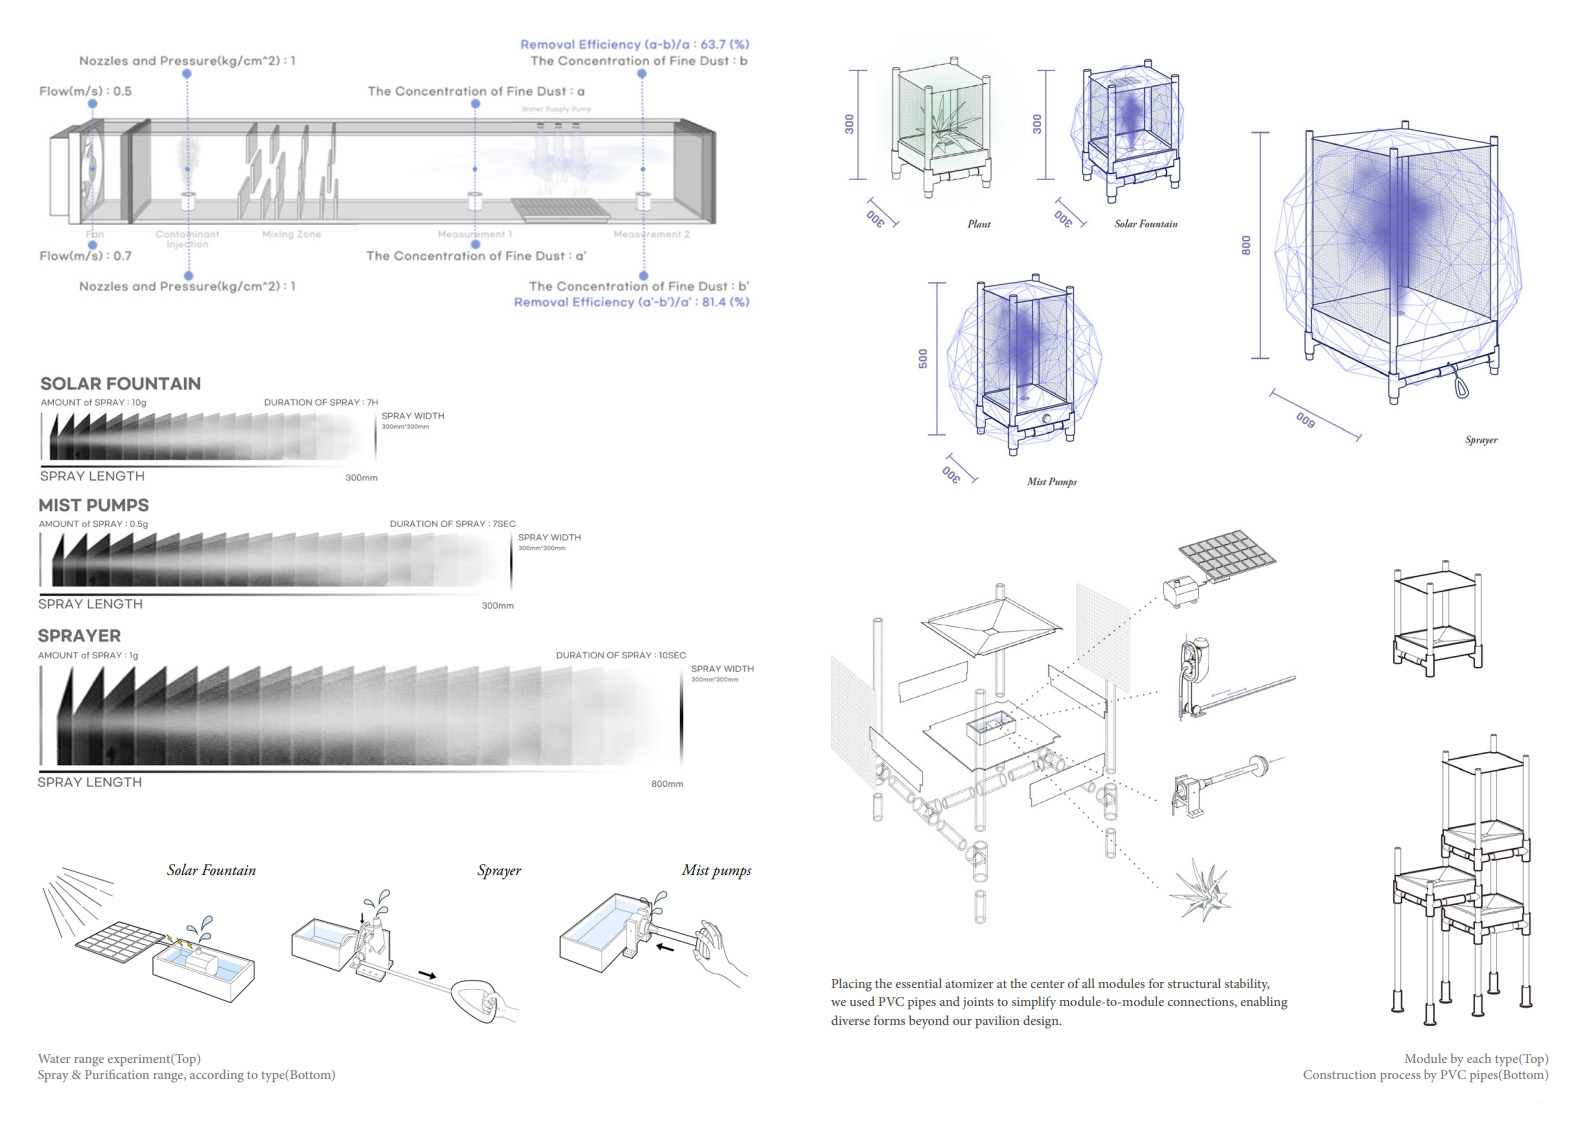 Removal Efficiency (a-b)/a : 63.7 (%)
Nozzles and Pressure(kg/cm^2) : 1
The Concentration of Fine Dust : b
Flow(m/s) : 0.5
The Concentration of Fine Dust : a
Water Supply Pump
Fan
Contaminant
Injection
Mixing Zone
Measurement 1
Measurement 2
Flow(m/s) : 0.7
The Concentration of Fine Dust : a'
Nozzles and Pressure(kg/cm^2) : 1
The Concentration of Fine Dust : b'
Removal Efficiency (a'-b')/a' : 81.4 (%)
SOLAR FOUNTAIN
AMOUNT of SPRAY : 10g
DURATION OF SPRAY : 7H
SPRAY WIDTH
300mm*300mm
SPRAY LENGTH
300mm
MIST PUMPS
AMOUNT of SPRAY : 0.5g
DURATION OF SPRAY : 7SEC
SPRAY WIDTH
300mm*300mm
SPRAY LENGTH
300mm
SPRAYER
AMOUNT of SPRAY : 1g
DURATION OF SPRAY : 10SEC
SPRAY WIDTH
300mm*300mm
SPRAY LENGTH
800mm
Solar Fountain
Sprayer
Mist pumps
Water range experiment(Top)
Spray & Purification range, according to type(Bottom)
300
300
Plant
300
300
Solar Fountain
800
600
Sprayer
500
300
Mist Pumps
Placing the essential atomizer at the center of all modules for structural stability,
we used PVC pipes and joints to simplify module-to-module connections, enabling
diverse forms beyond our pavilion design.
Module by each type(Top)
Construction process by PVC pipes(Bottom)